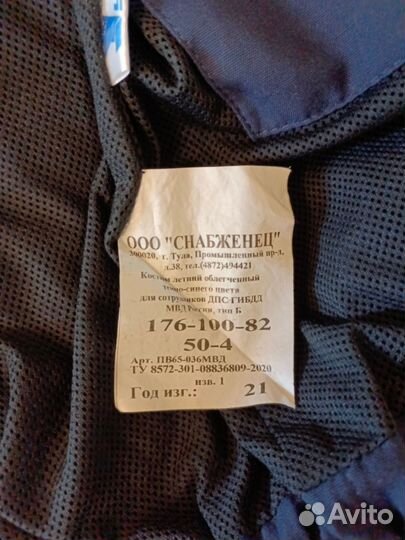 ООО "СНАБЖЕНЕЦ"
300020, г. Тула, Промышленный пр-д,
д.38, тел.(4872)494421
Костюм летний облегченный
темно-синего цвета
для сотрудников ДПС ГИБДД
МВД России, тип Б
176-100-82
50-4
Арт. ПВ65-036МВД
ТУ 8572-301-08836809-2020
изв. 1
Год изг.: 21
Avito